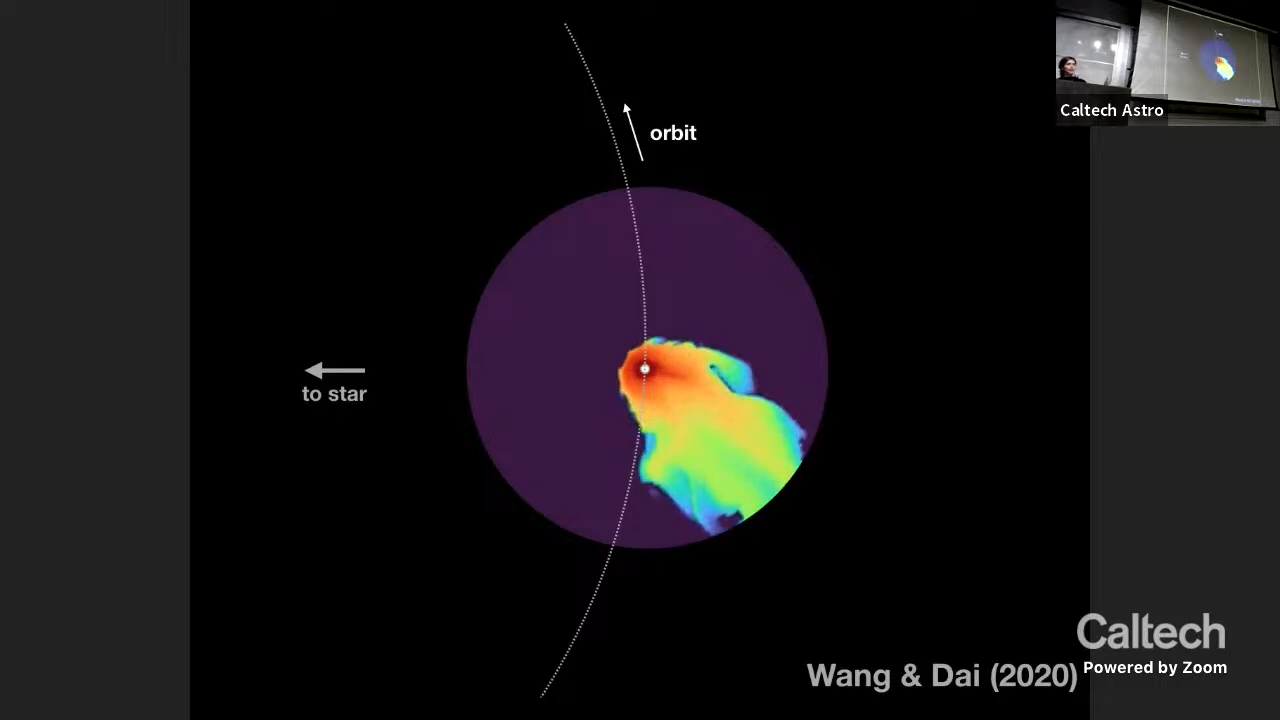 Caltech Astro
orbit
to star
Caltech
Powered by Zoom
Wang & Dai (2020)